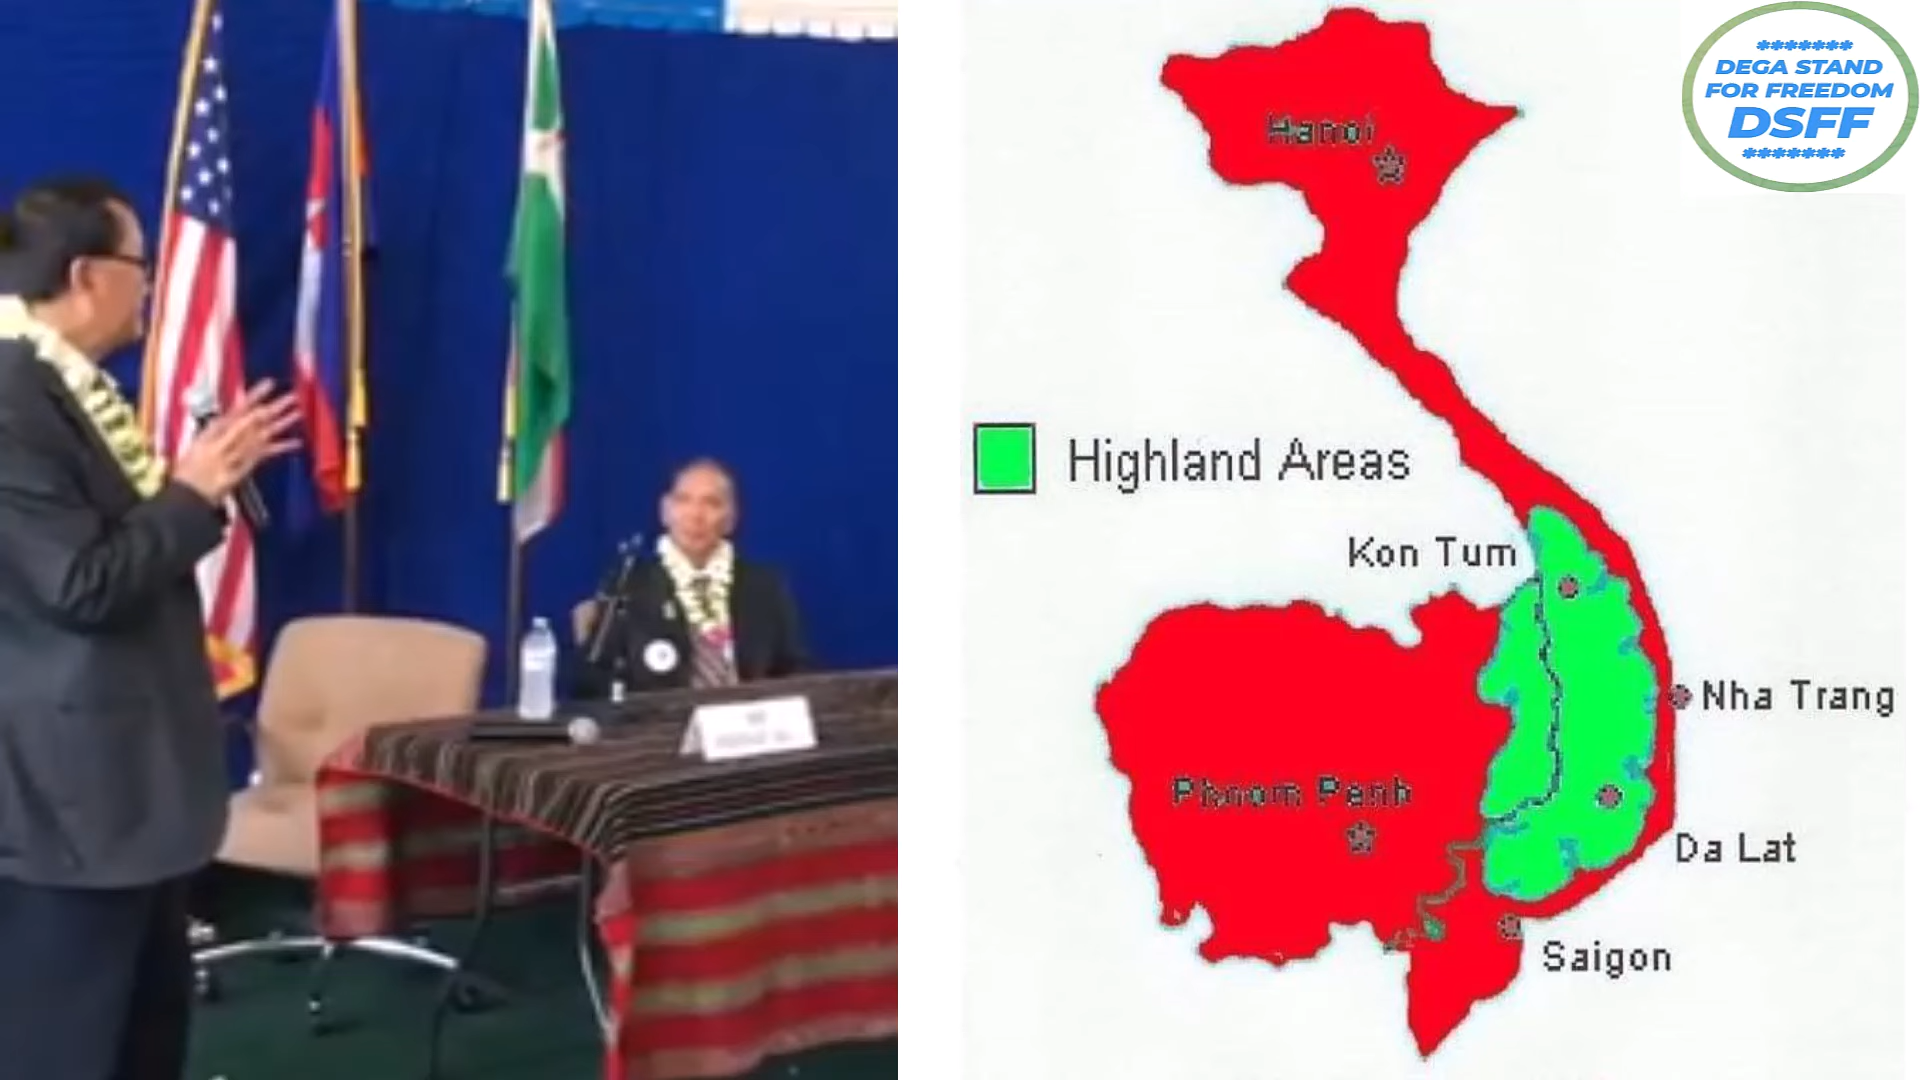 *******
DEGA STAND
FOR FREEDOM
DSFF
*******
Hanoi
Highland Areas
Kon Tum
Nha Trang
Phnom Penh
Da Lat
Saigon